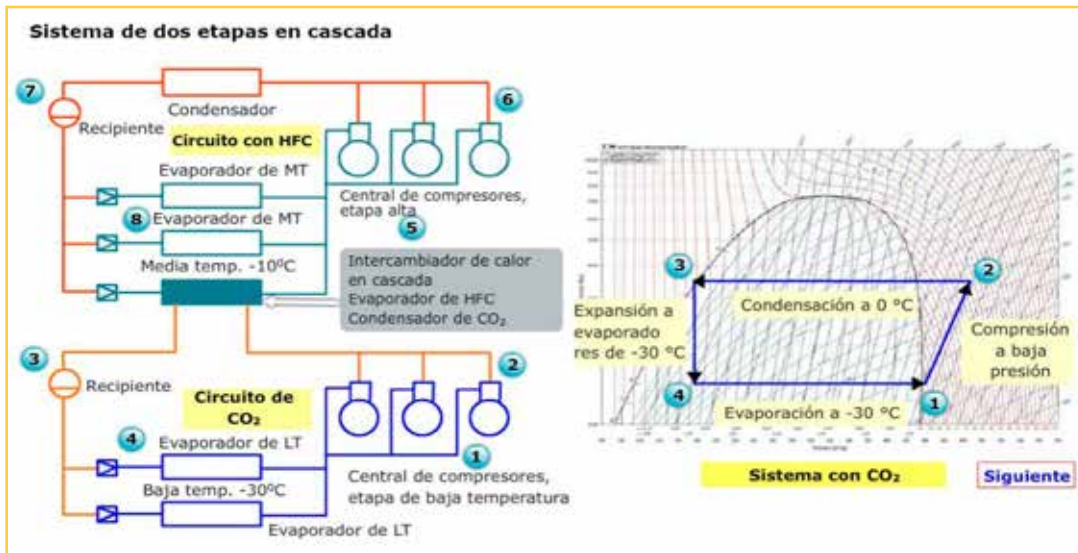 Sistema de dos etapas en cascada
7
6
Condensador
Recipiente
Circuito con HFC
Evaporador de MT
Central de compresores,
etapa alta
8
Evaporador de MT
5
Media temp. -10⁰C
Intercambiador de calor
en cascada
Evaporador de HFC
Condensador de CO₂
3
2
Recipiente
Circuito de
CO₂
4
Evaporador de LT
1
Baja temp. -30⁰C
Central de compresores,
etapa de baja temperatura
Evaporador de LT
3
2
Condensación a 0 °C
Expansión a
evaporado
res de -30 °C
Compresión
a baja
presión
4
1
Evaporación a -30 °C
Sistema con CO₂
Siguiente